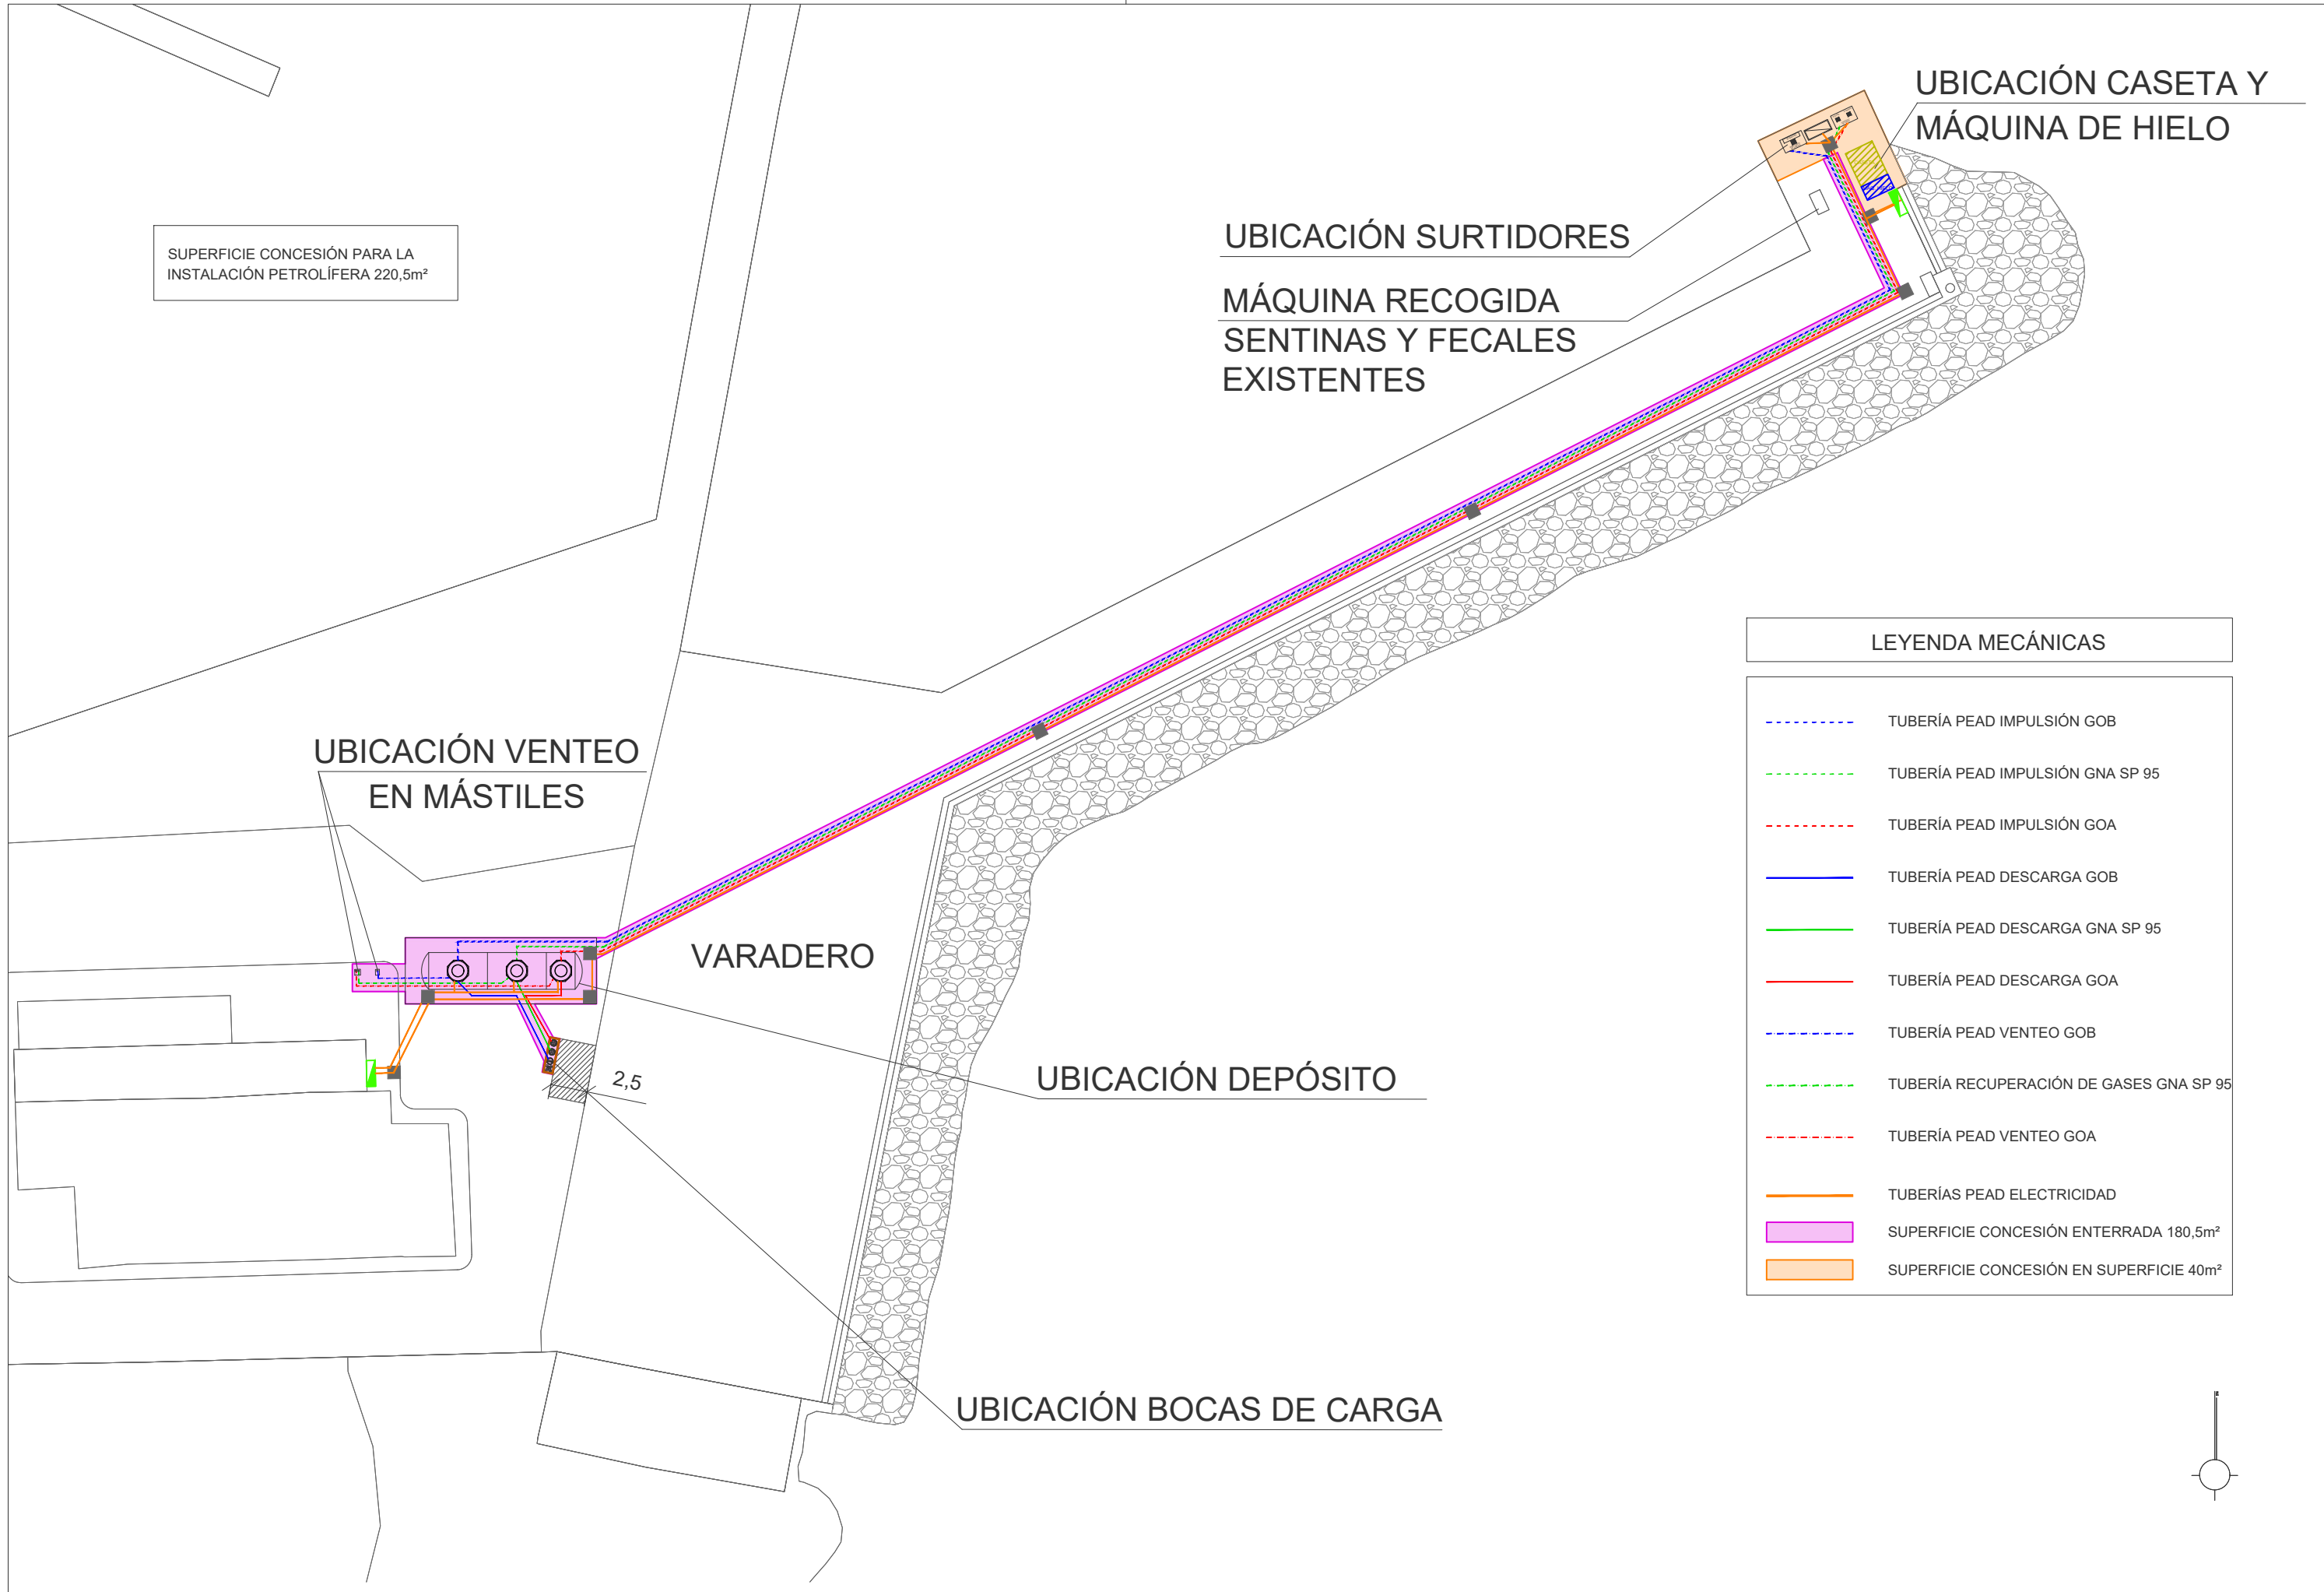 UBICACIÓN CASETA Y
MÁQUINA DE HIELO
SUPERFICIE CONCESIÓN PARA LA
INSTALACIÓN PETROLÍFERA 220,5m²
UBICACIÓN SURTIDORES
MÁQUINA RECOGIDA
SENTINAS Y FECALES
EXISTENTES
LEYENDA MECÁNICAS
TUBERÍA PEAD IMPULSIÓN GOB
TUBERÍA PEAD IMPULSIÓN GNA SP 95
TUBERÍA PEAD IMPULSIÓN GOA
TUBERÍA PEAD DESCARGA GOB
TUBERÍA PEAD DESCARGA GNA SP 95
TUBERÍA PEAD DESCARGA GOA
TUBERÍA PEAD VENTEO GOB
TUBERÍA RECUPERACIÓN DE GASES GNA SP 95
TUBERÍA PEAD VENTEO GOA
TUBERÍAS PEAD ELECTRICIDAD
SUPERFICIE CONCESIÓN ENTERRADA 180,5m²
SUPERFICIE CONCESIÓN EN SUPERFICIE 40m²
UBICACIÓN VENTEO
EN MÁSTILES
VARADERO
UBICACIÓN DEPÓSITO
2,5
UBICACIÓN BOCAS DE CARGA